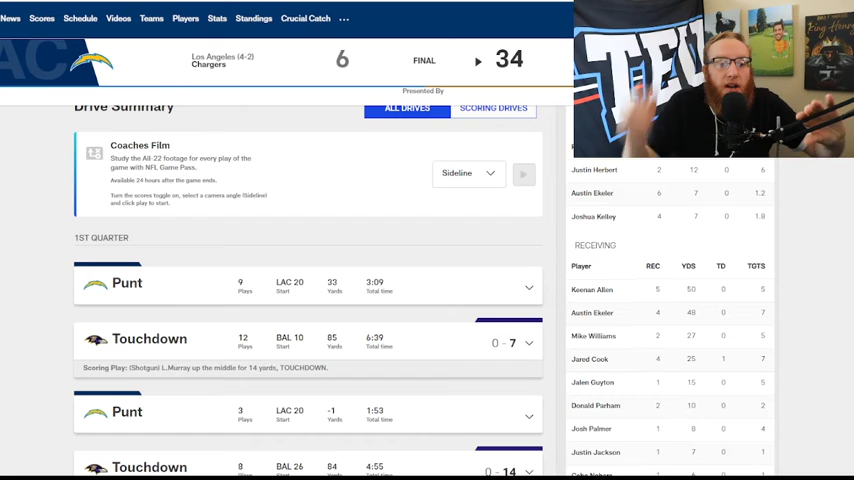 News Scores Schedule Videos Teams Players Stats Standings Crucial Catch ...
LAC
Los Angeles (4-2)
Chargers
6
FINAL
34
Presented By
Drive Summary
ALL DRIVES
SCORING DRIVES
Coaches Film
Study the All-22 footage for every play of the
game with NFL Game Pass.
Available 24 hours after the game ends.
Turn the scores toggle on, select a camera angle (Sideline)
and click play to start.
Sideline
1ST QUARTER
Punt
9 LAC 20 33 3:09
Plays Start Yards Total time
Touchdown
12 BAL 10 85 6:39
Plays Start Yards Total time
0 - 7
Scoring Play: (Shotgun) L.Murray up the middle for 14 yards, TOUCHDOWN.
Punt
3 LAC 20 -1 1:53
Plays Start Yards Total time
Touchdown
8 BAL 26 84 4:55
Plays Start Yards Total time
0 - 14
Justin Herbert 2 12 0 6
Austin Ekeler 6 7 0 1.2
Joshua Kelley 4 7 0 1.8
RECEIVING
Player REC YDS TD TGTS
Keenan Allen 5 50 0 5
Austin Ekeler 4 48 0 7
Mike Williams 2 27 0 5
Jared Cook 4 25 1 7
Jalen Guyton 1 15 0 5
Donald Parham 2 10 0 2
Josh Palmer 1 8 0 4
Justin Jackson 1 7 0 1
KING HENRY